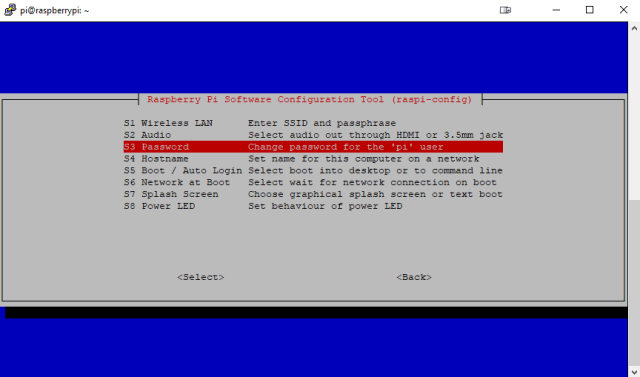 pi@raspberrypi: ~
Raspberry Pi Software Configuration Tool (raspi-config)
S1 Wireless LAN Enter SSID and passphrase
S2 Audio Select audio out through HDMI or 3.5mm jack
S3 Password Change password for the 'pi' user
S4 Hostname Set name for this computer on a network
S5 Boot / Auto Login Select boot into desktop or to command line
S6 Network at Boot Select wait for network connection on boot
S7 Splash Screen Choose graphical splash screen or text boot
S8 Power LED Set behaviour of power LED
<Select> <Back>